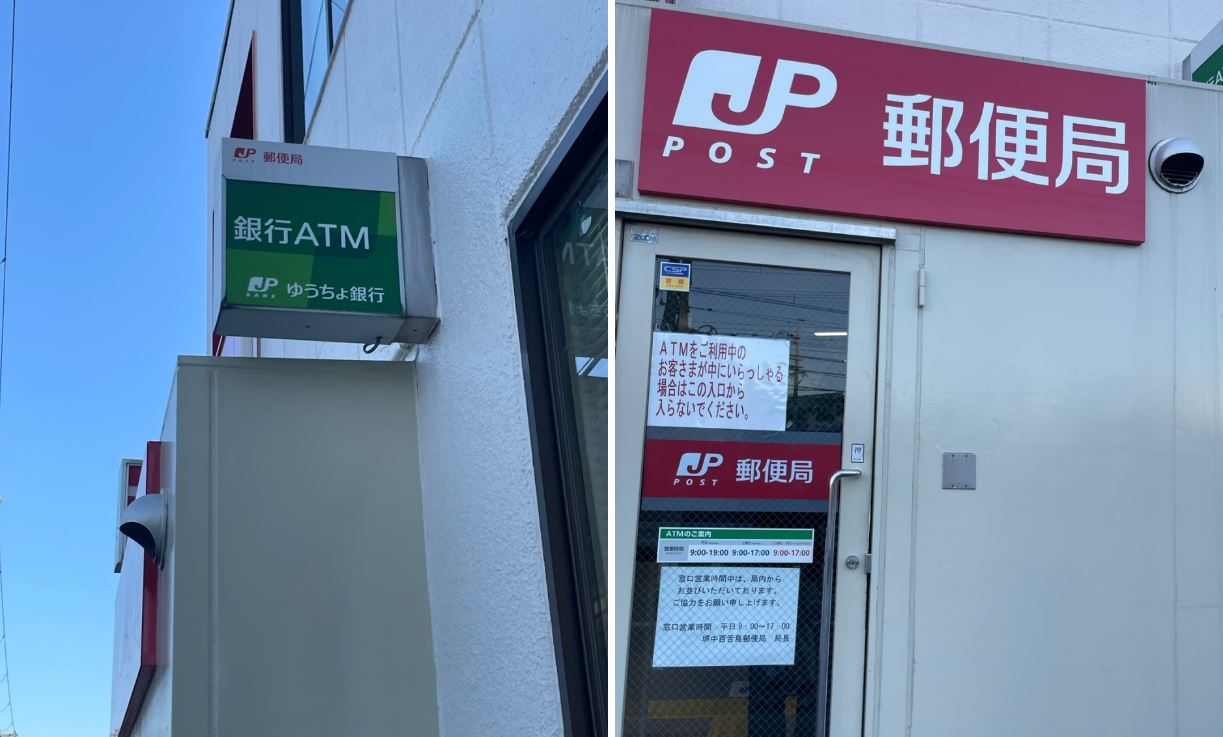 JP POST 郵便局
銀行ATM
JP BANK ゆうちょ銀行
JP
POST
郵便局
CSP
ATMをご利用中の
お客さまが中にいらっしゃる
場合はこの入口から
入らないでください。
押
JP POST 郵便局
ATMのご案内
営業時間 9:00-19:00 9:00-17:00 9:00-17:00
窓口営業時間中は、局内から
お並びいただいております。
ご協力をお願い申し上げます。
窓口営業時間 平日9:00~17:00
堺中百舌鳥郵便局 局長